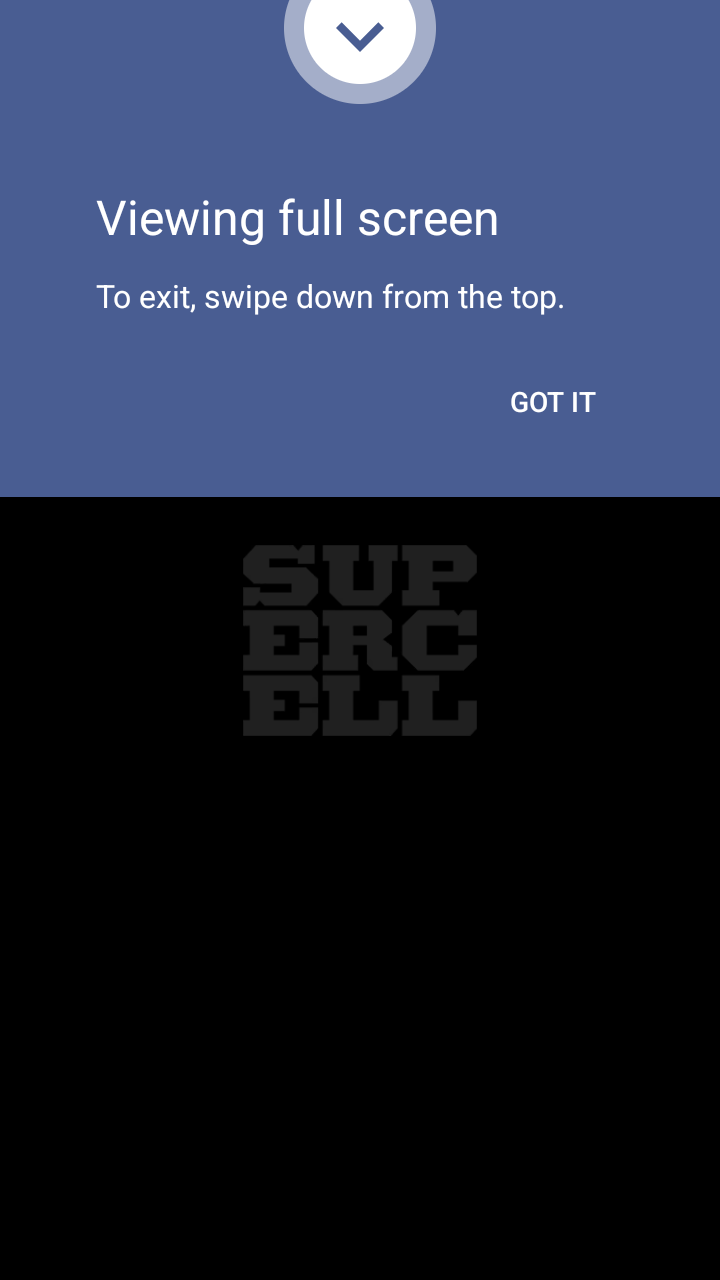 Viewing full screen
To exit, swipe down from the top.
GOT IT
SUP
ERC
ELL